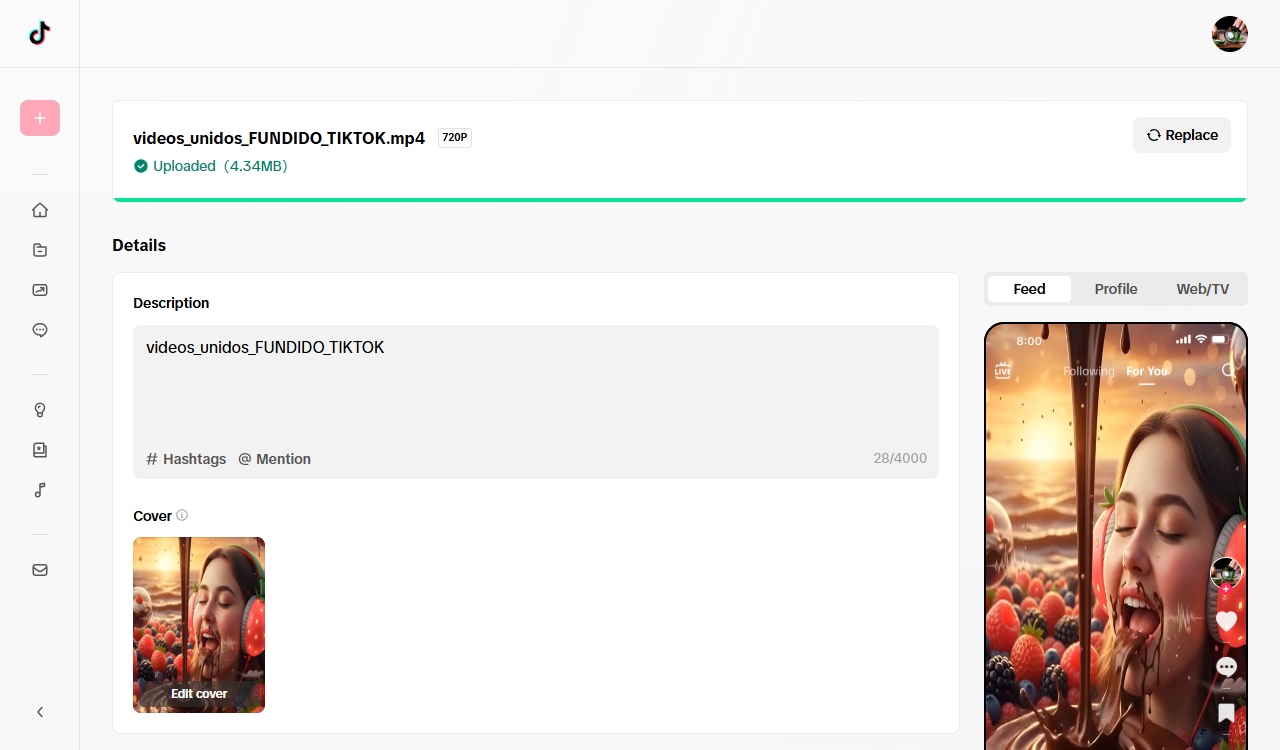 videos_unidos_FUNDIDO_TIKTOK.mp4 720P
Replace
Uploaded (4.34MB)
Details
Description
videos_unidos_FUNDIDO_TIKTOK
# Hashtags @ Mention 28/4000
Cover
Edit cover
Feed Profile Web/TV
8:00
LIVE Following For You